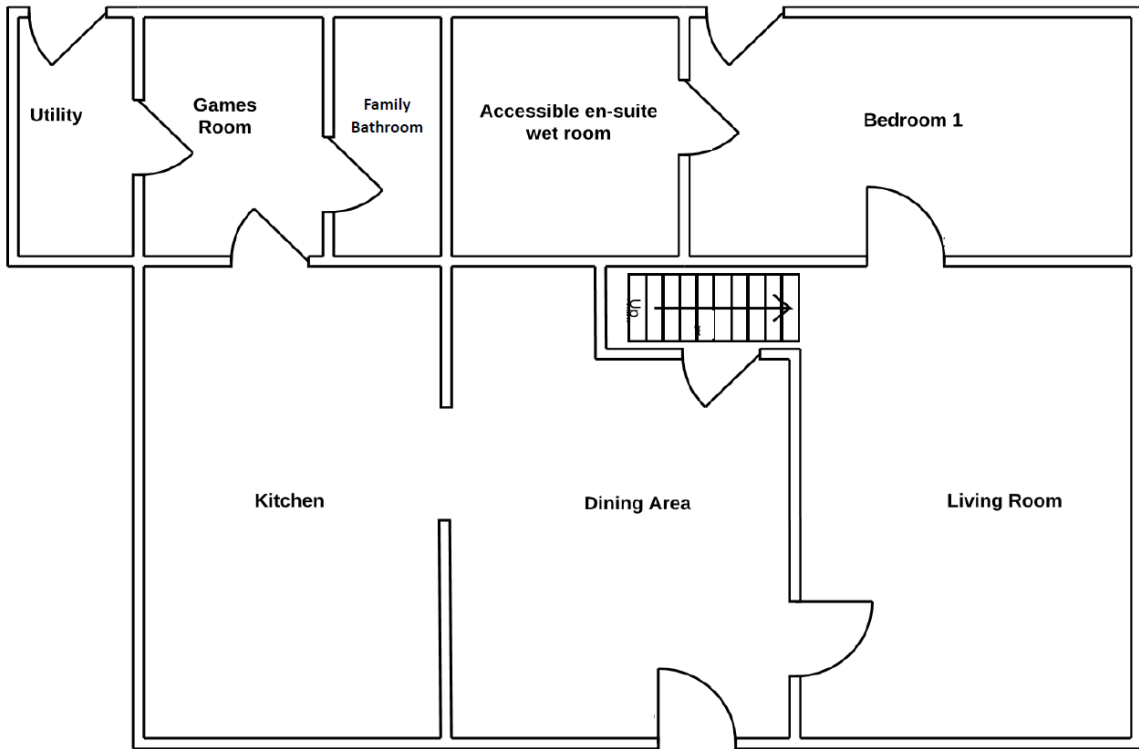 Utility
Games
Room
Family
Bathroom
Accessible en-suite
wet room
Bedroom 1
Up
Kitchen
Dining Area
Living Room